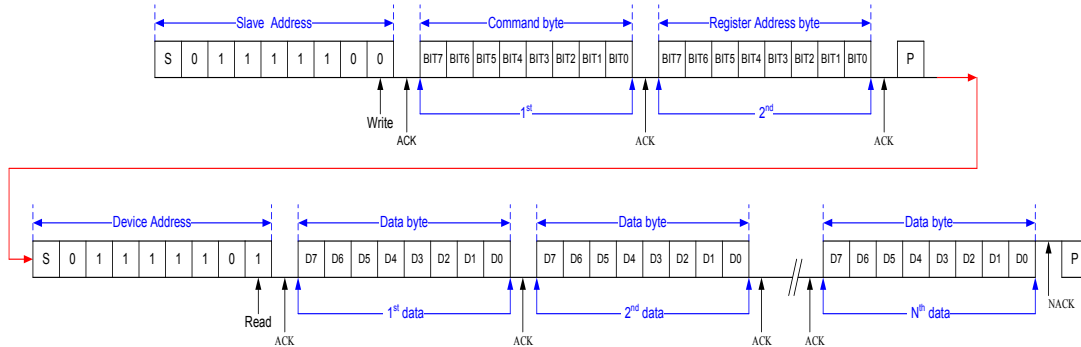 Slave Address Command byte Register Address byte
S 0 1 1 1 1 1 0 0 BIT7 BIT6 BIT5 BIT4 BIT3 BIT2 BIT1 BIT0 BIT7 BIT6 BIT5 BIT4 BIT3 BIT2 BIT1 BIT0 P
1st 2nd
Write ACK ACK ACK
Device Address Data byte Data byte Data byte
S 0 1 1 1 1 1 0 1 D7 D6 D5 D4 D3 D2 D1 D0 D7 D6 D5 D4 D3 D2 D1 D0 D7 D6 D5 D4 D3 D2 D1 D0 P
1st data 2nd data Nth data NACK
Read ACK ACK ACK ACK